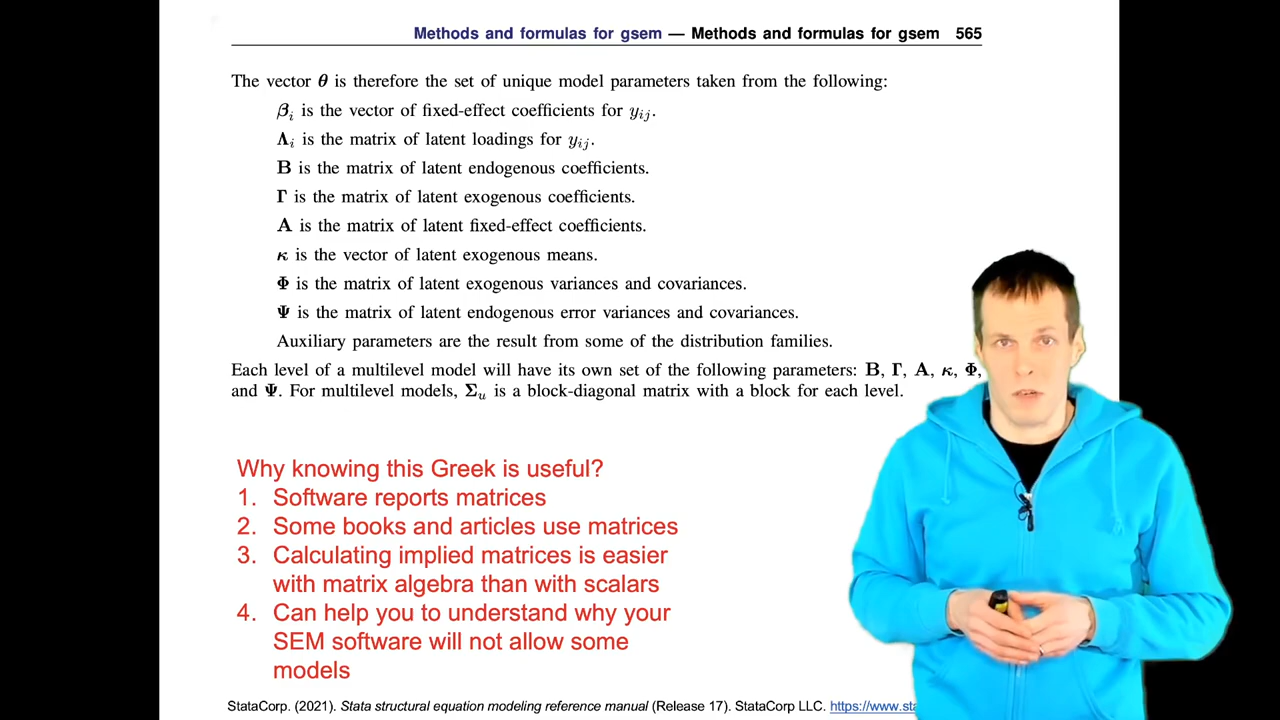 Methods and formulas for gsem — Methods and formulas for gsem 565
The vector θ is therefore the set of unique model parameters taken from the following:
βᵢ is the vector of fixed-effect coefficients for yᵢⱼ.
Λᵢ is the matrix of latent loadings for yᵢⱼ.
B is the matrix of latent endogenous coefficients.
Γ is the matrix of latent exogenous coefficients.
A is the matrix of latent fixed-effect coefficients.
κ is the vector of latent exogenous means.
Φ is the matrix of latent exogenous variances and covariances.
Ψ is the matrix of latent endogenous error variances and covariances.
Auxiliary parameters are the result from some of the distribution families.
Each level of a multilevel model will have its own set of the following parameters: B, Γ, A, κ, Φ,
and Ψ. For multilevel models, Σᵤ is a block-diagonal matrix with a block for each level.
Why knowing this Greek is useful?
1. Software reports matrices
2. Some books and articles use matrices
3. Calculating implied matrices is easier
with matrix algebra than with scalars
4. Can help you to understand why your
SEM software will not allow some
models
StataCorp. (2021). Stata structural equation modeling reference manual (Release 17). StataCorp LLC.